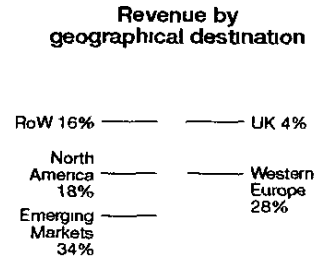 Revenue by
geographical destination
RoW 16%
UK 4%
North
America
18%
Western
Europe
28%
Emerging
Markets
34%